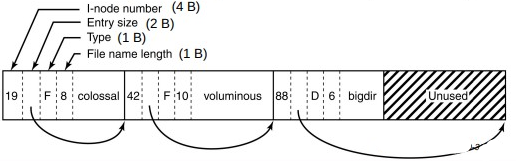 I-node number (4 B)
Entry size (2 B)
Type (1 B)
File name length (1 B)
19 F 8 colossal 42 F 10 voluminous 88 D 6 bigdir Unused